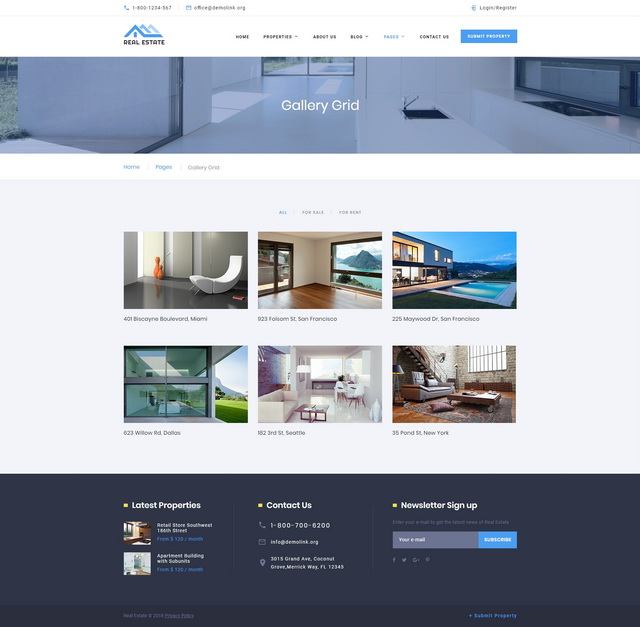 1-800-1234-567
office@demolink.org
Login/Register
REAL ESTATE
HOME
PROPERTIES
ABOUT US
BLOG
PAGES
CONTACT US
SUBMIT PROPERTY
Gallery Grid
Home
Pages
Gallery Grid
ALL
FOR SALE
FOR RENT
401 Biscayne Boulevard, Miami
923 Folsom St, San Francisco
225 Maywood Dr, San Francisco
623 Willow Rd, Dallas
182 3rd St, Seattle
35 Pond St, New York
Latest Properties
Retail Store Southwest
186th Street
From $ 120 / month
Apartment Building
with Subunits
From $ 120 / month
Contact Us
1-800-700-6200
info@demolink.org
3015 Grand Ave, Coconut
Grove,Merrick Way, FL 12345
Newsletter Sign up
Enter your e-mail to get the latest news of Real Estate
Your e-mail
SUBSCRIBE
Real Estate © 2018 Privacy Policy
+ Submit Property